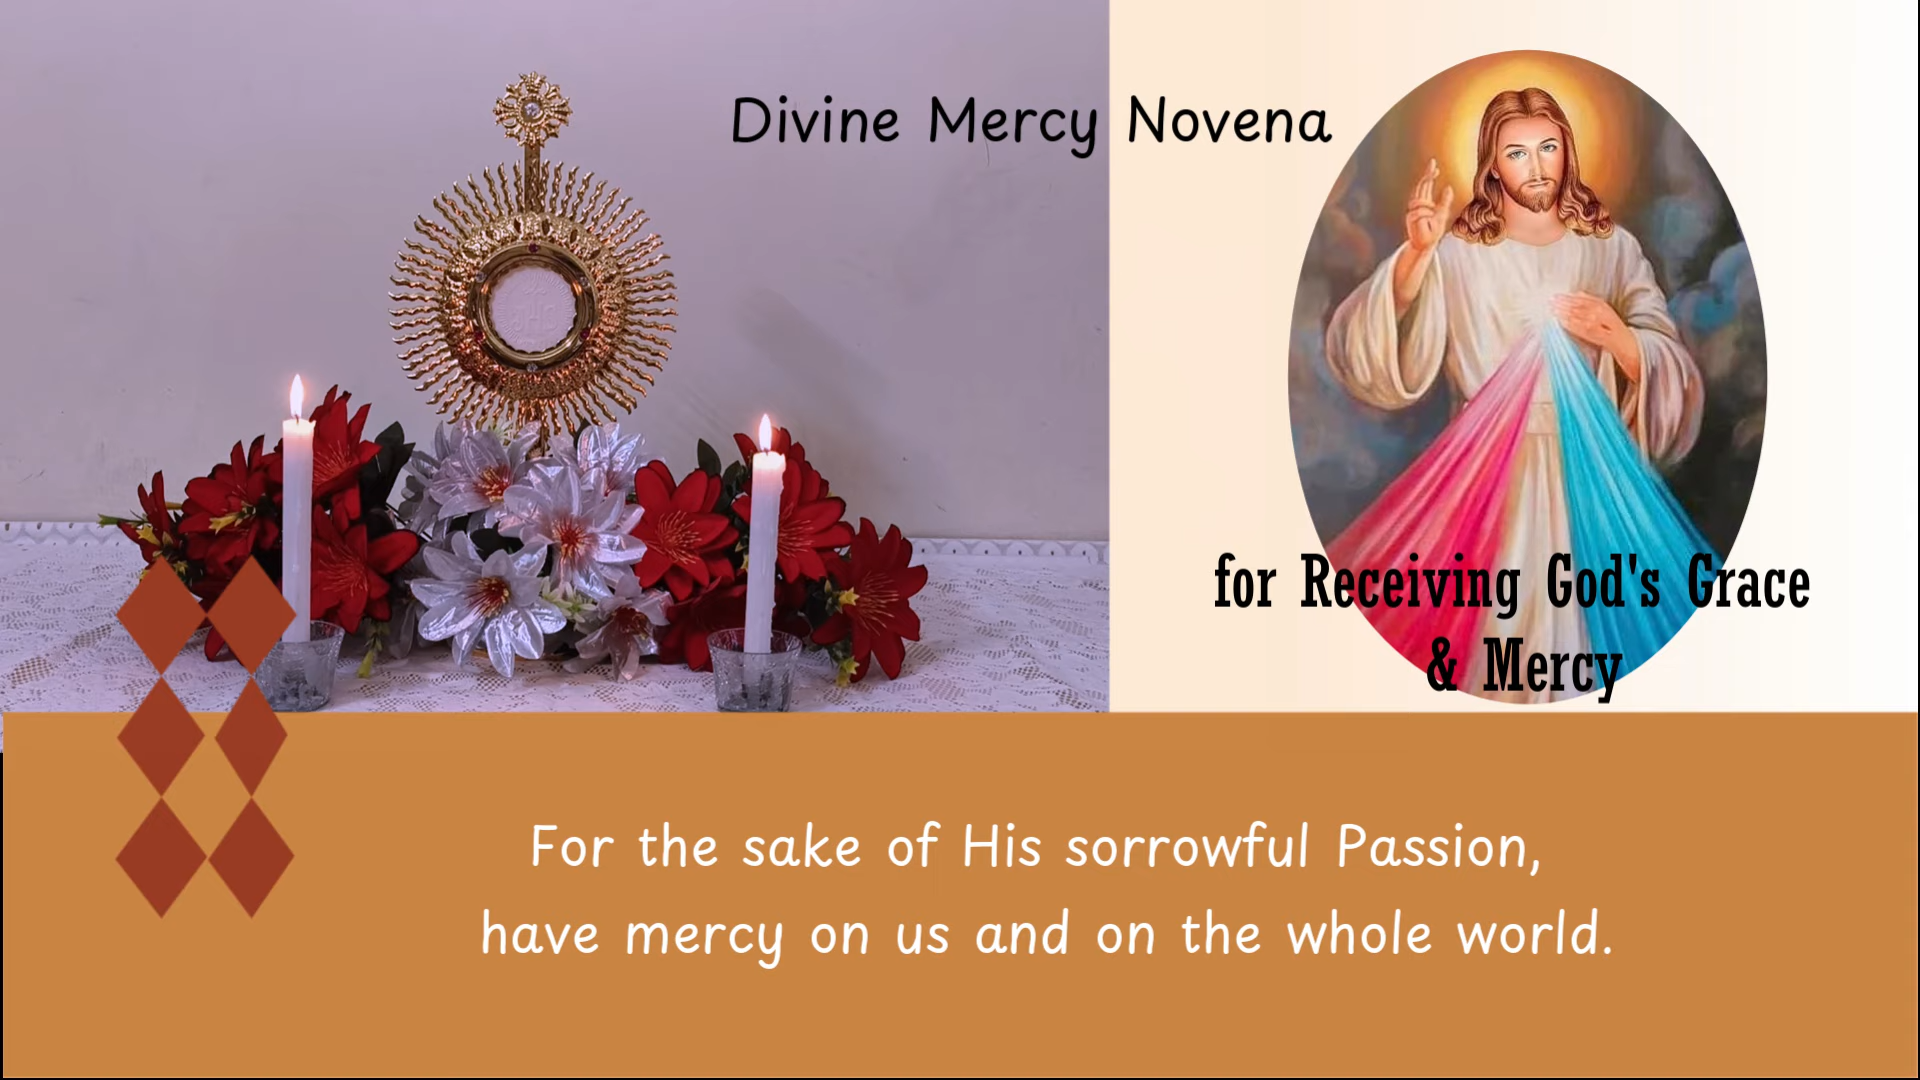 Divine Mercy Novena
for Receiving God's Grace
& Mercy
For the sake of His sorrowful Passion,
have mercy on us and on the whole world.